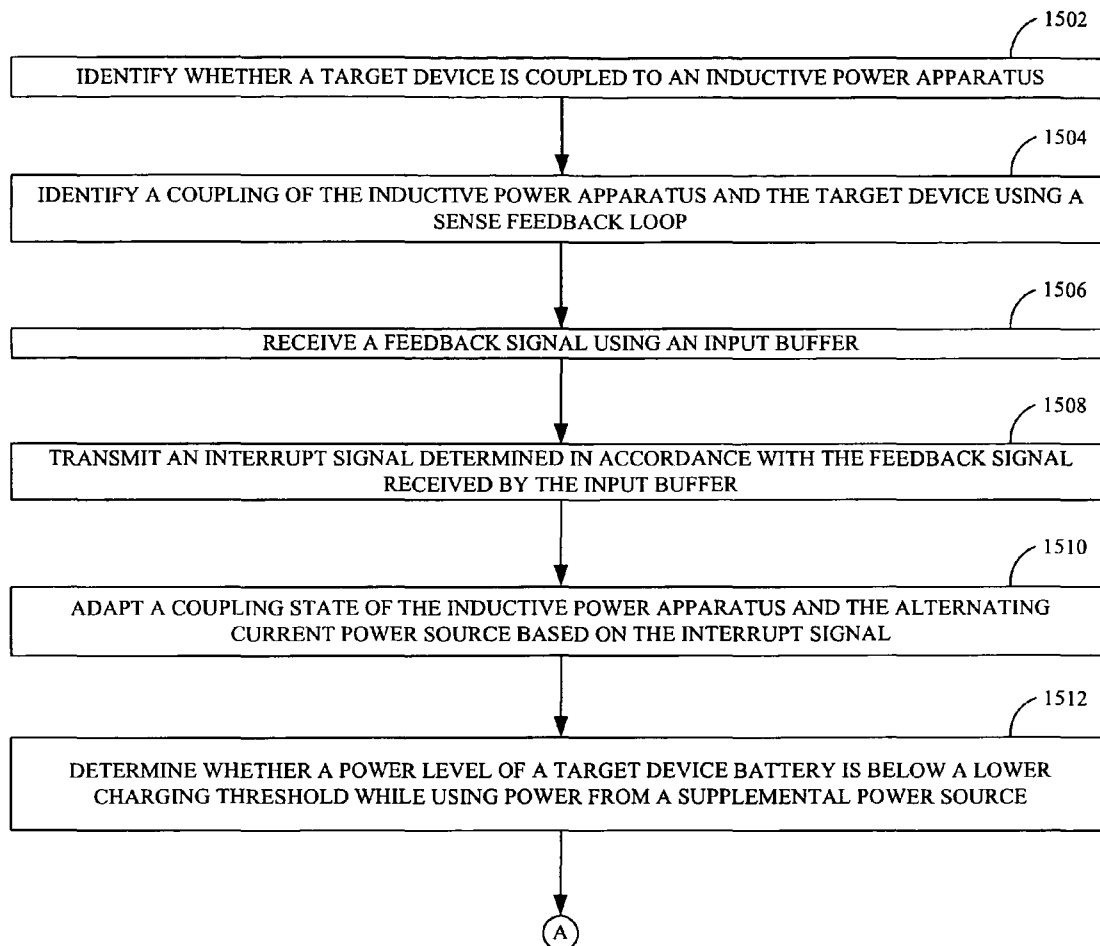 1502
IDENTIFY WHETHER A TARGET DEVICE IS COUPLED TO AN INDUCTIVE POWER APPARATUS
1504
IDENTIFY A COUPLING OF THE INDUCTIVE POWER APPARATUS AND THE TARGET DEVICE USING A
SENSE FEEDBACK LOOP
1506
RECEIVE A FEEDBACK SIGNAL USING AN INPUT BUFFER
1508
TRANSMIT AN INTERRUPT SIGNAL DETERMINED IN ACCORDANCE WITH THE FEEDBACK SIGNAL
RECEIVED BY THE INPUT BUFFER
1510
ADAPT A COUPLING STATE OF THE INDUCTIVE POWER APPARATUS AND THE ALTERNATING
CURRENT POWER SOURCE BASED ON THE INTERRUPT SIGNAL
1512
DETERMINE WHETHER A POWER LEVEL OF A TARGET DEVICE BATTERY IS BELOW A LOWER
CHARGING THRESHOLD WHILE USING POWER FROM A SUPPLEMENTAL POWER SOURCE
A